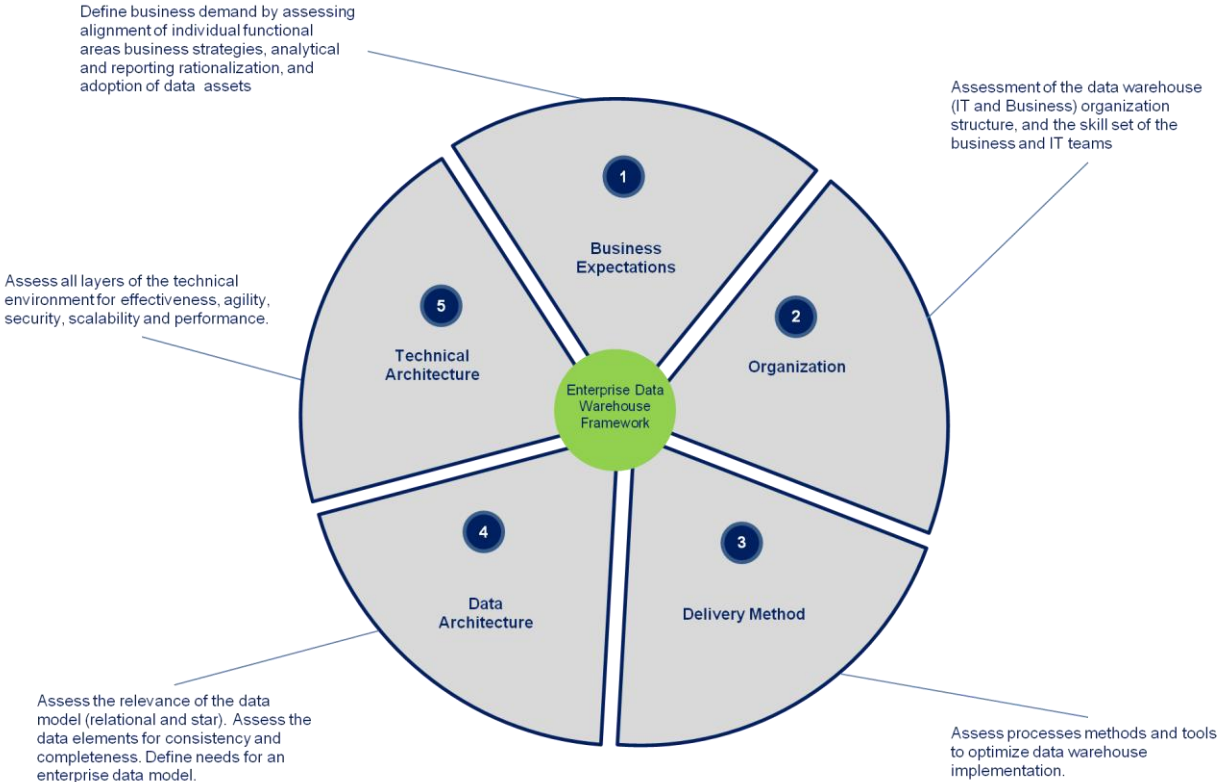 Define business demand by assessing
alignment of individual functional
areas business strategies, analytical
and reporting rationalization, and
adoption of data assets
Assessment of the data warehouse
(IT and Business) organization
structure, and the skill set of the
business and IT teams
1
Business
Expectations
2
Organization
5
Technical
Architecture
Assess all layers of the technical
environment for effectiveness, agility,
security, scalability and performance.
Enterprise Data
Warehouse
Framework
4
Data
Architecture
3
Delivery Method
Assess the relevance of the data
model (relational and star). Assess the
data elements for consistency and
completeness. Define needs for an
enterprise data model.
Assess processes methods and tools
to optimize data warehouse
implementation.